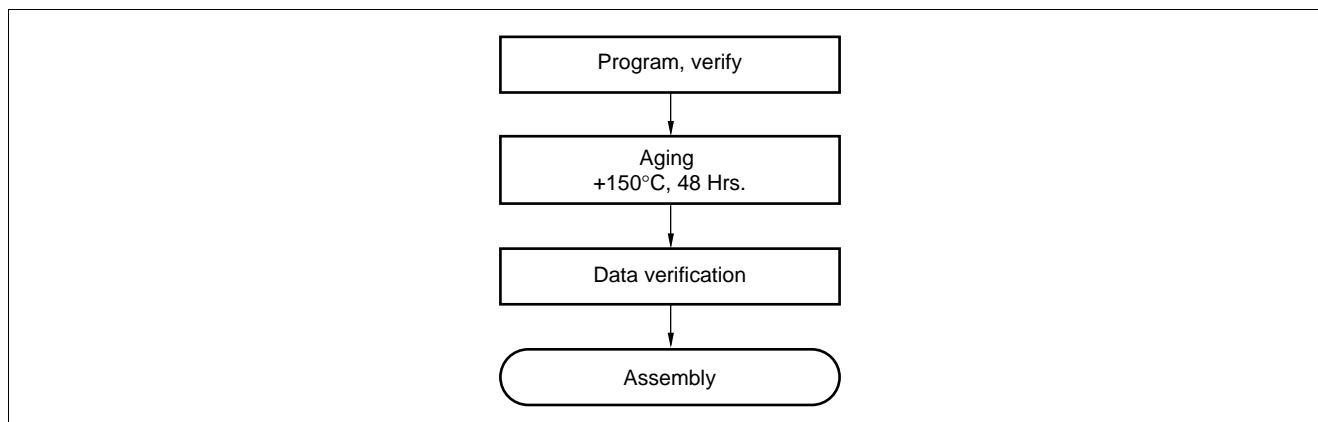 Program, verify
Aging
+150°C, 48 Hrs.
Data verification
Assembly